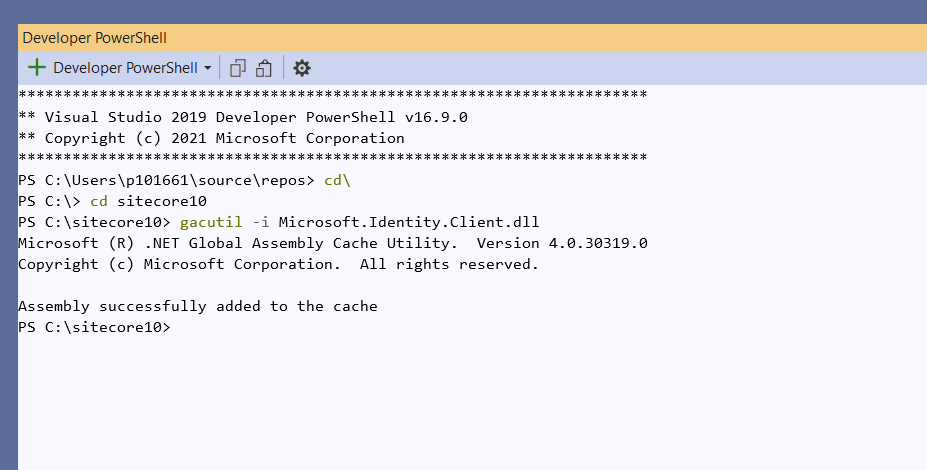 Developer PowerShell
Developer PowerShell
***********************************************************************
** Visual Studio 2019 Developer PowerShell v16.9.0
** Copyright (c) 2021 Microsoft Corporation
***********************************************************************
PS C:\Users\p101661\source\repos> cd\
PS C:\> cd sitecore10
PS C:\sitecore10> gacutil -i Microsoft.Identity.Client.dll
Microsoft (R) .NET Global Assembly Cache Utility.  Version 4.0.30319.0
Copyright (c) Microsoft Corporation.  All rights reserved.

Assembly successfully added to the cache
PS C:\sitecore10>